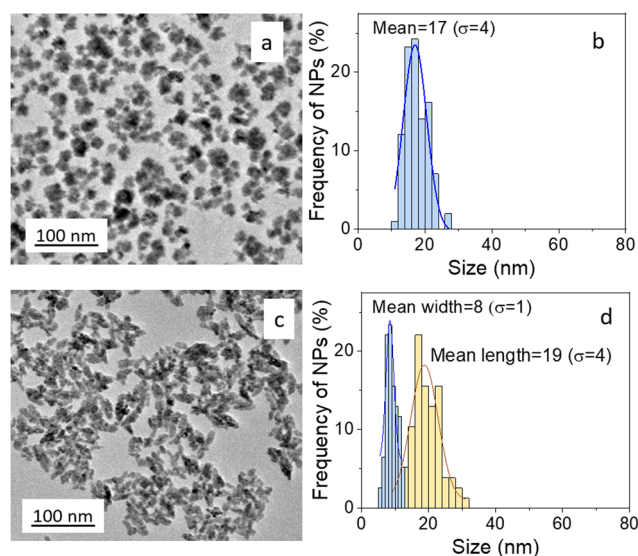 a
100 nm
b
Mean=17 (σ=4)
Frequency of NPs (%)
20
10
0
0 20 40 60 80
Size (nm)
c
100 nm
d
Mean width=8 (σ=1)
Mean length=19 (σ=4)
Frequency of NPs (%)
20
10
0
0 20 40 60 80
Size (nm)